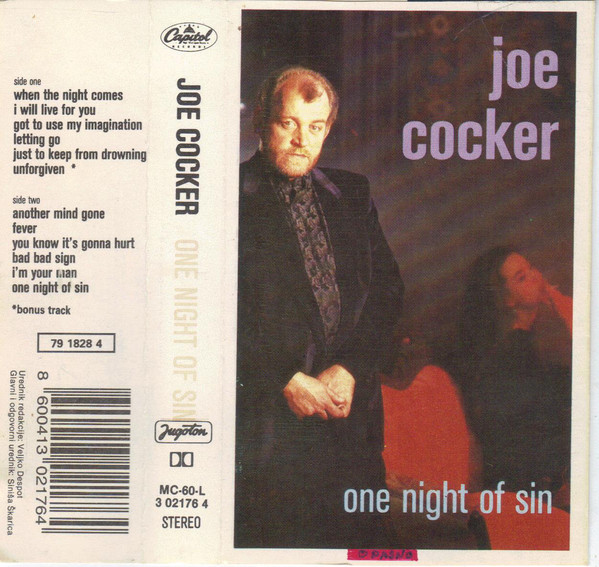 side one
when the night comes
i will live for you
got to use my imagination
letting go
just to keep from drowning
unforgiven *
side two
another mind gone
fever
you know it's gonna hurt
bad bad sign
i'm your man
one night of sin
*bonus track
79 1828 4
8 600413 021764
Urednik redakcije: Veljko Despot
Glavni i odgovorni urednik: Siniša Škarica
Capitol
RECORDS
JOE COCKER
ONE NIGHT OF SIN
Jugoton
MC-60-L
3 02176 4
STEREO
joe
cocker
one night of sin